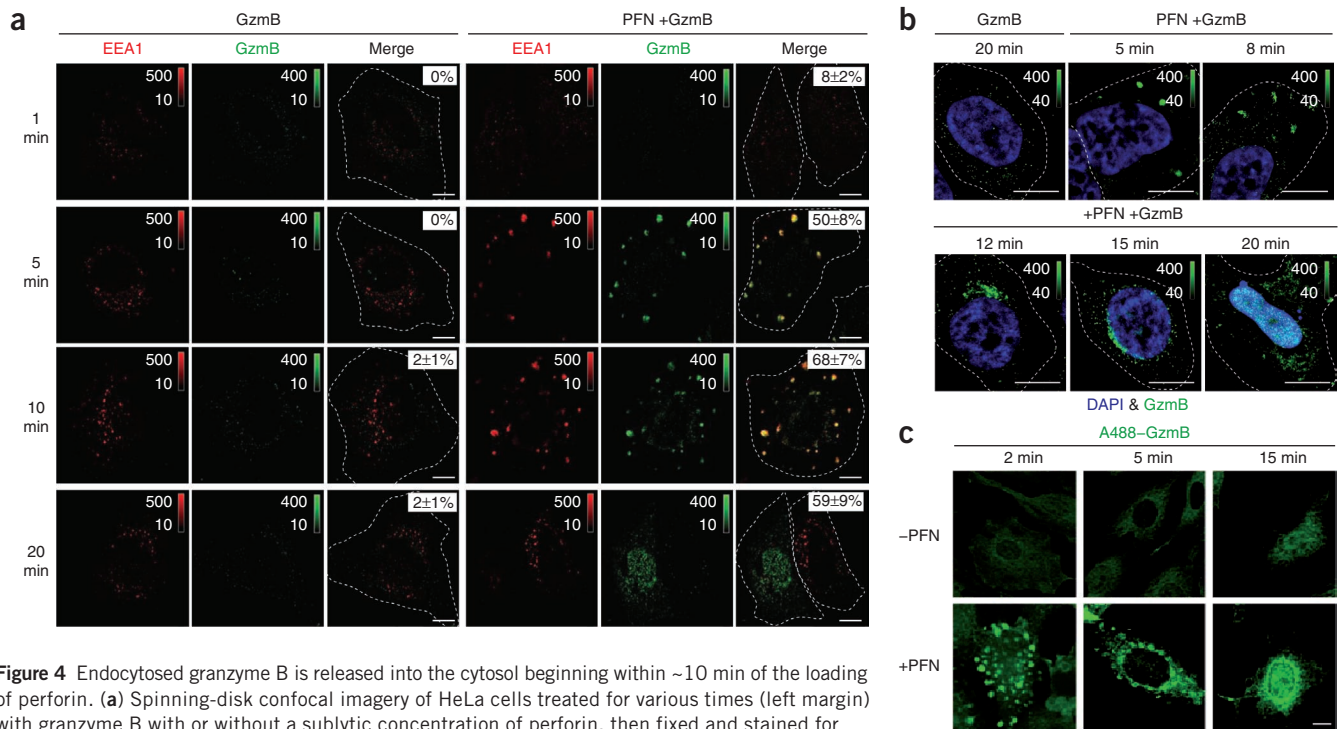 a
GzmB
PFN +GzmB
EEA1 GzmB Merge EEA1 GzmB Merge
1 min
500 10
400 10
0%
500 10
400 10
8±2%
5 min
500 10
400 10
0%
500 10
400 10
50±8%
10 min
500 10
400 10
2±1%
500 10
400 10
68±7%
20 min
500 10
400 10
2±1%
500 10
400 10
59±9%
b
GzmB
PFN +GzmB
20 min 5 min 8 min
400 40
400 40
400 40
+PFN +GzmB
12 min 15 min 20 min
400 40
400 40
400 40
DAPI & GzmB
c
A488–GzmB
2 min 5 min 15 min
–PFN
+PFN
Figure 4 Endocytosed granzyme B is released into the cytosol beginning within ~10 min of the loading
of perforin. (a) Spinning-disk confocal imagery of HeLa cells treated for various times (left margin)
with granzyme B with or without a sublytic concentration of perforin, then fixed and stained for